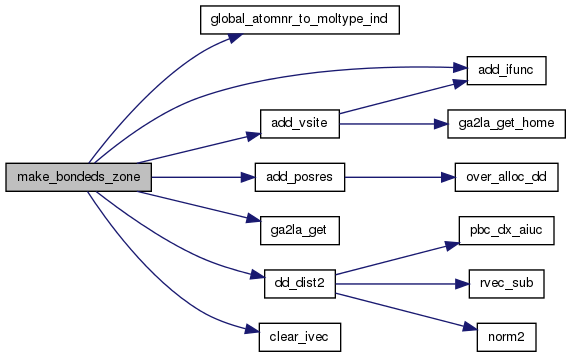 global_atomnr_to_moltype_ind
add_ifunc
add_vsite
ga2la_get_home
make_bondeds_zone
add_posres
over_alloc_dd
ga2la_get
pbc_dx_aiuc
dd_dist2
rvec_sub
clear_ivec
norm2